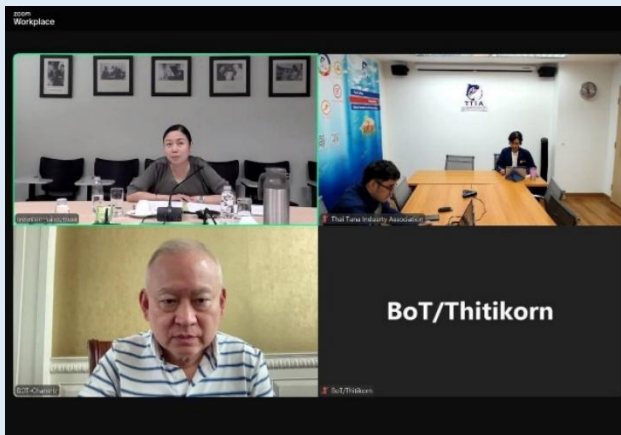 zoom
Workplace
TTIA
Thai Tuna Industry Association
BoT/Thitikorn
BoT/Thitikorn